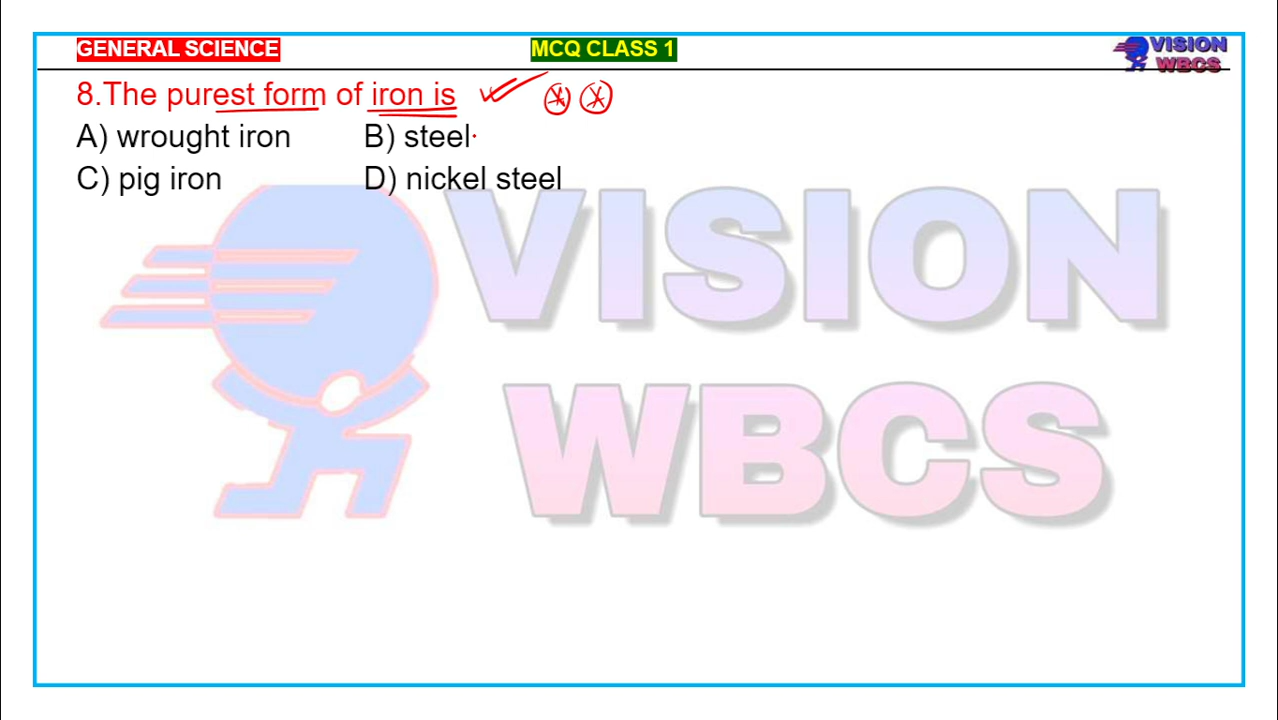 GENERAL SCIENCE MCQ CLASS 1 VISION
WBCS
8.The purest form of iron is
A) wrought iron B) steel
C) pig iron D) nickel steel
VISION
WBCS